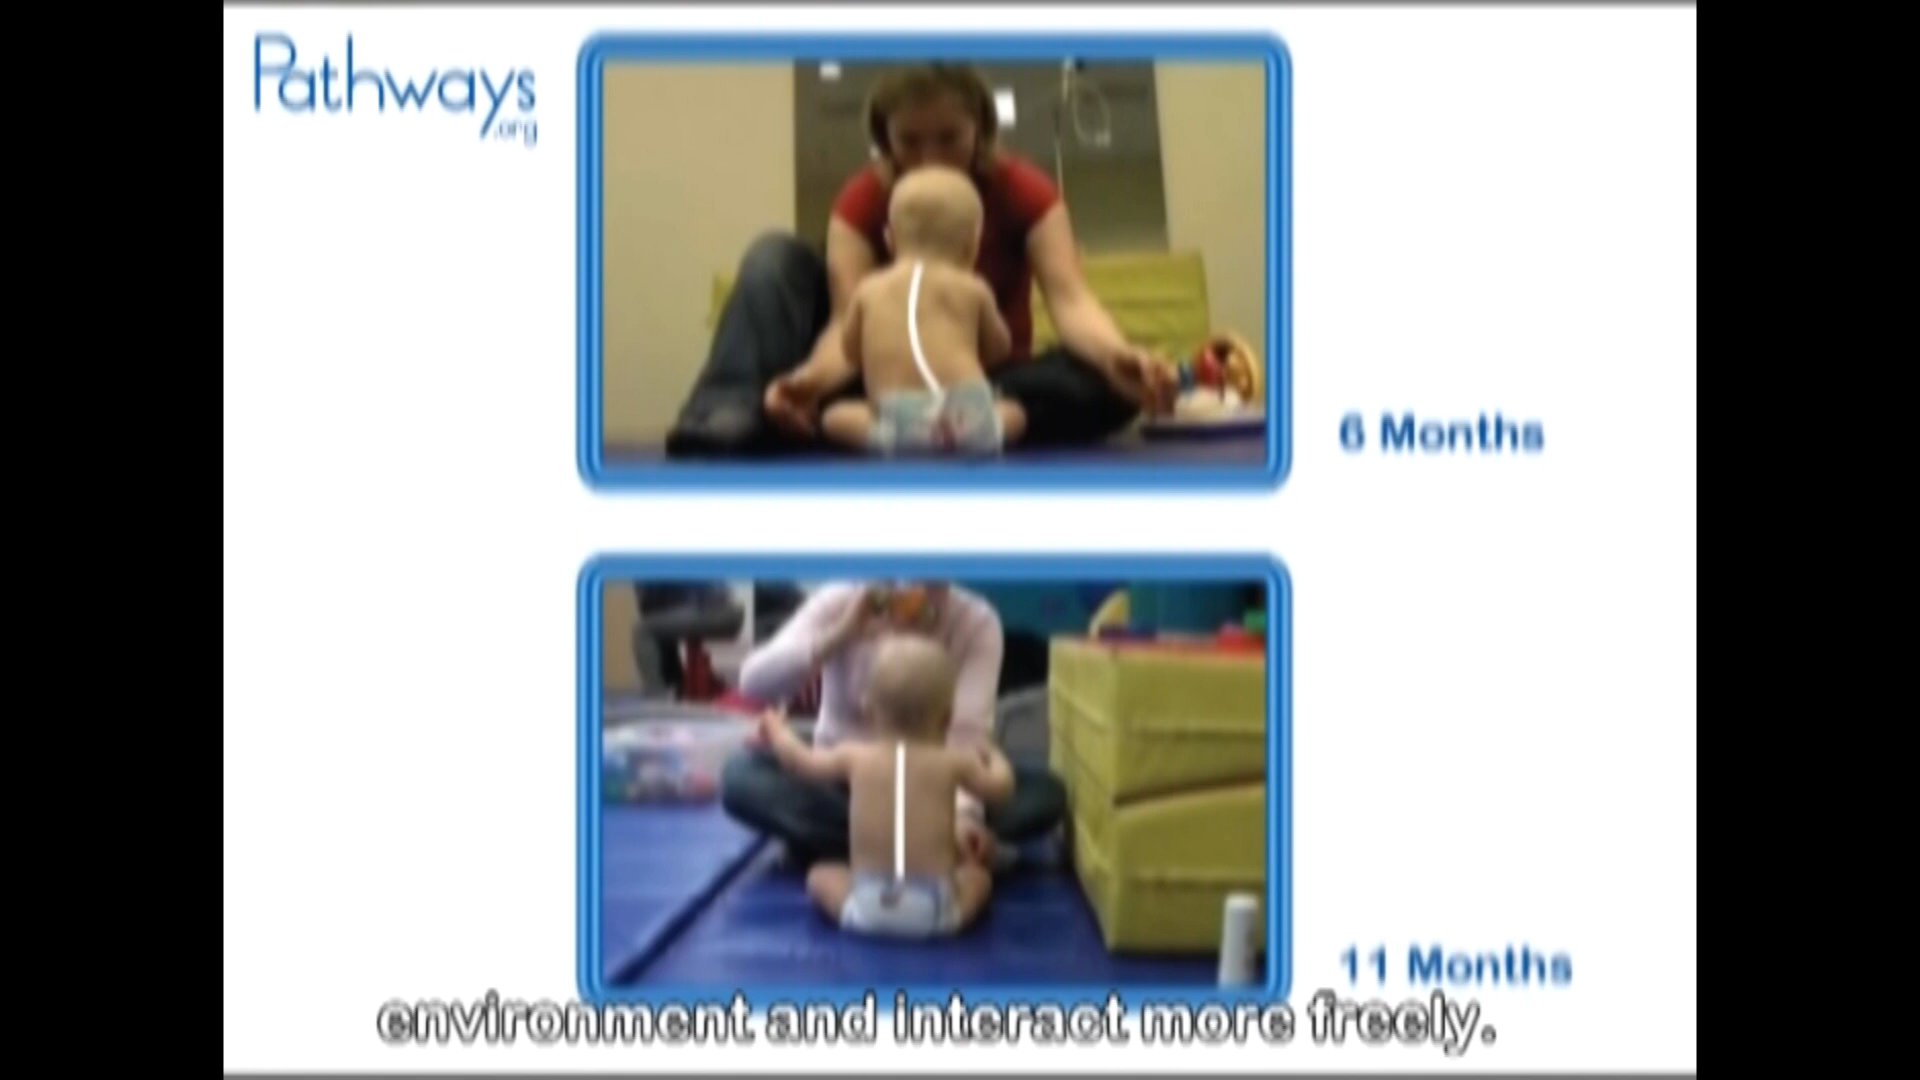 Pathways
.org
6 Months
11 Months
environment and interact more freely.